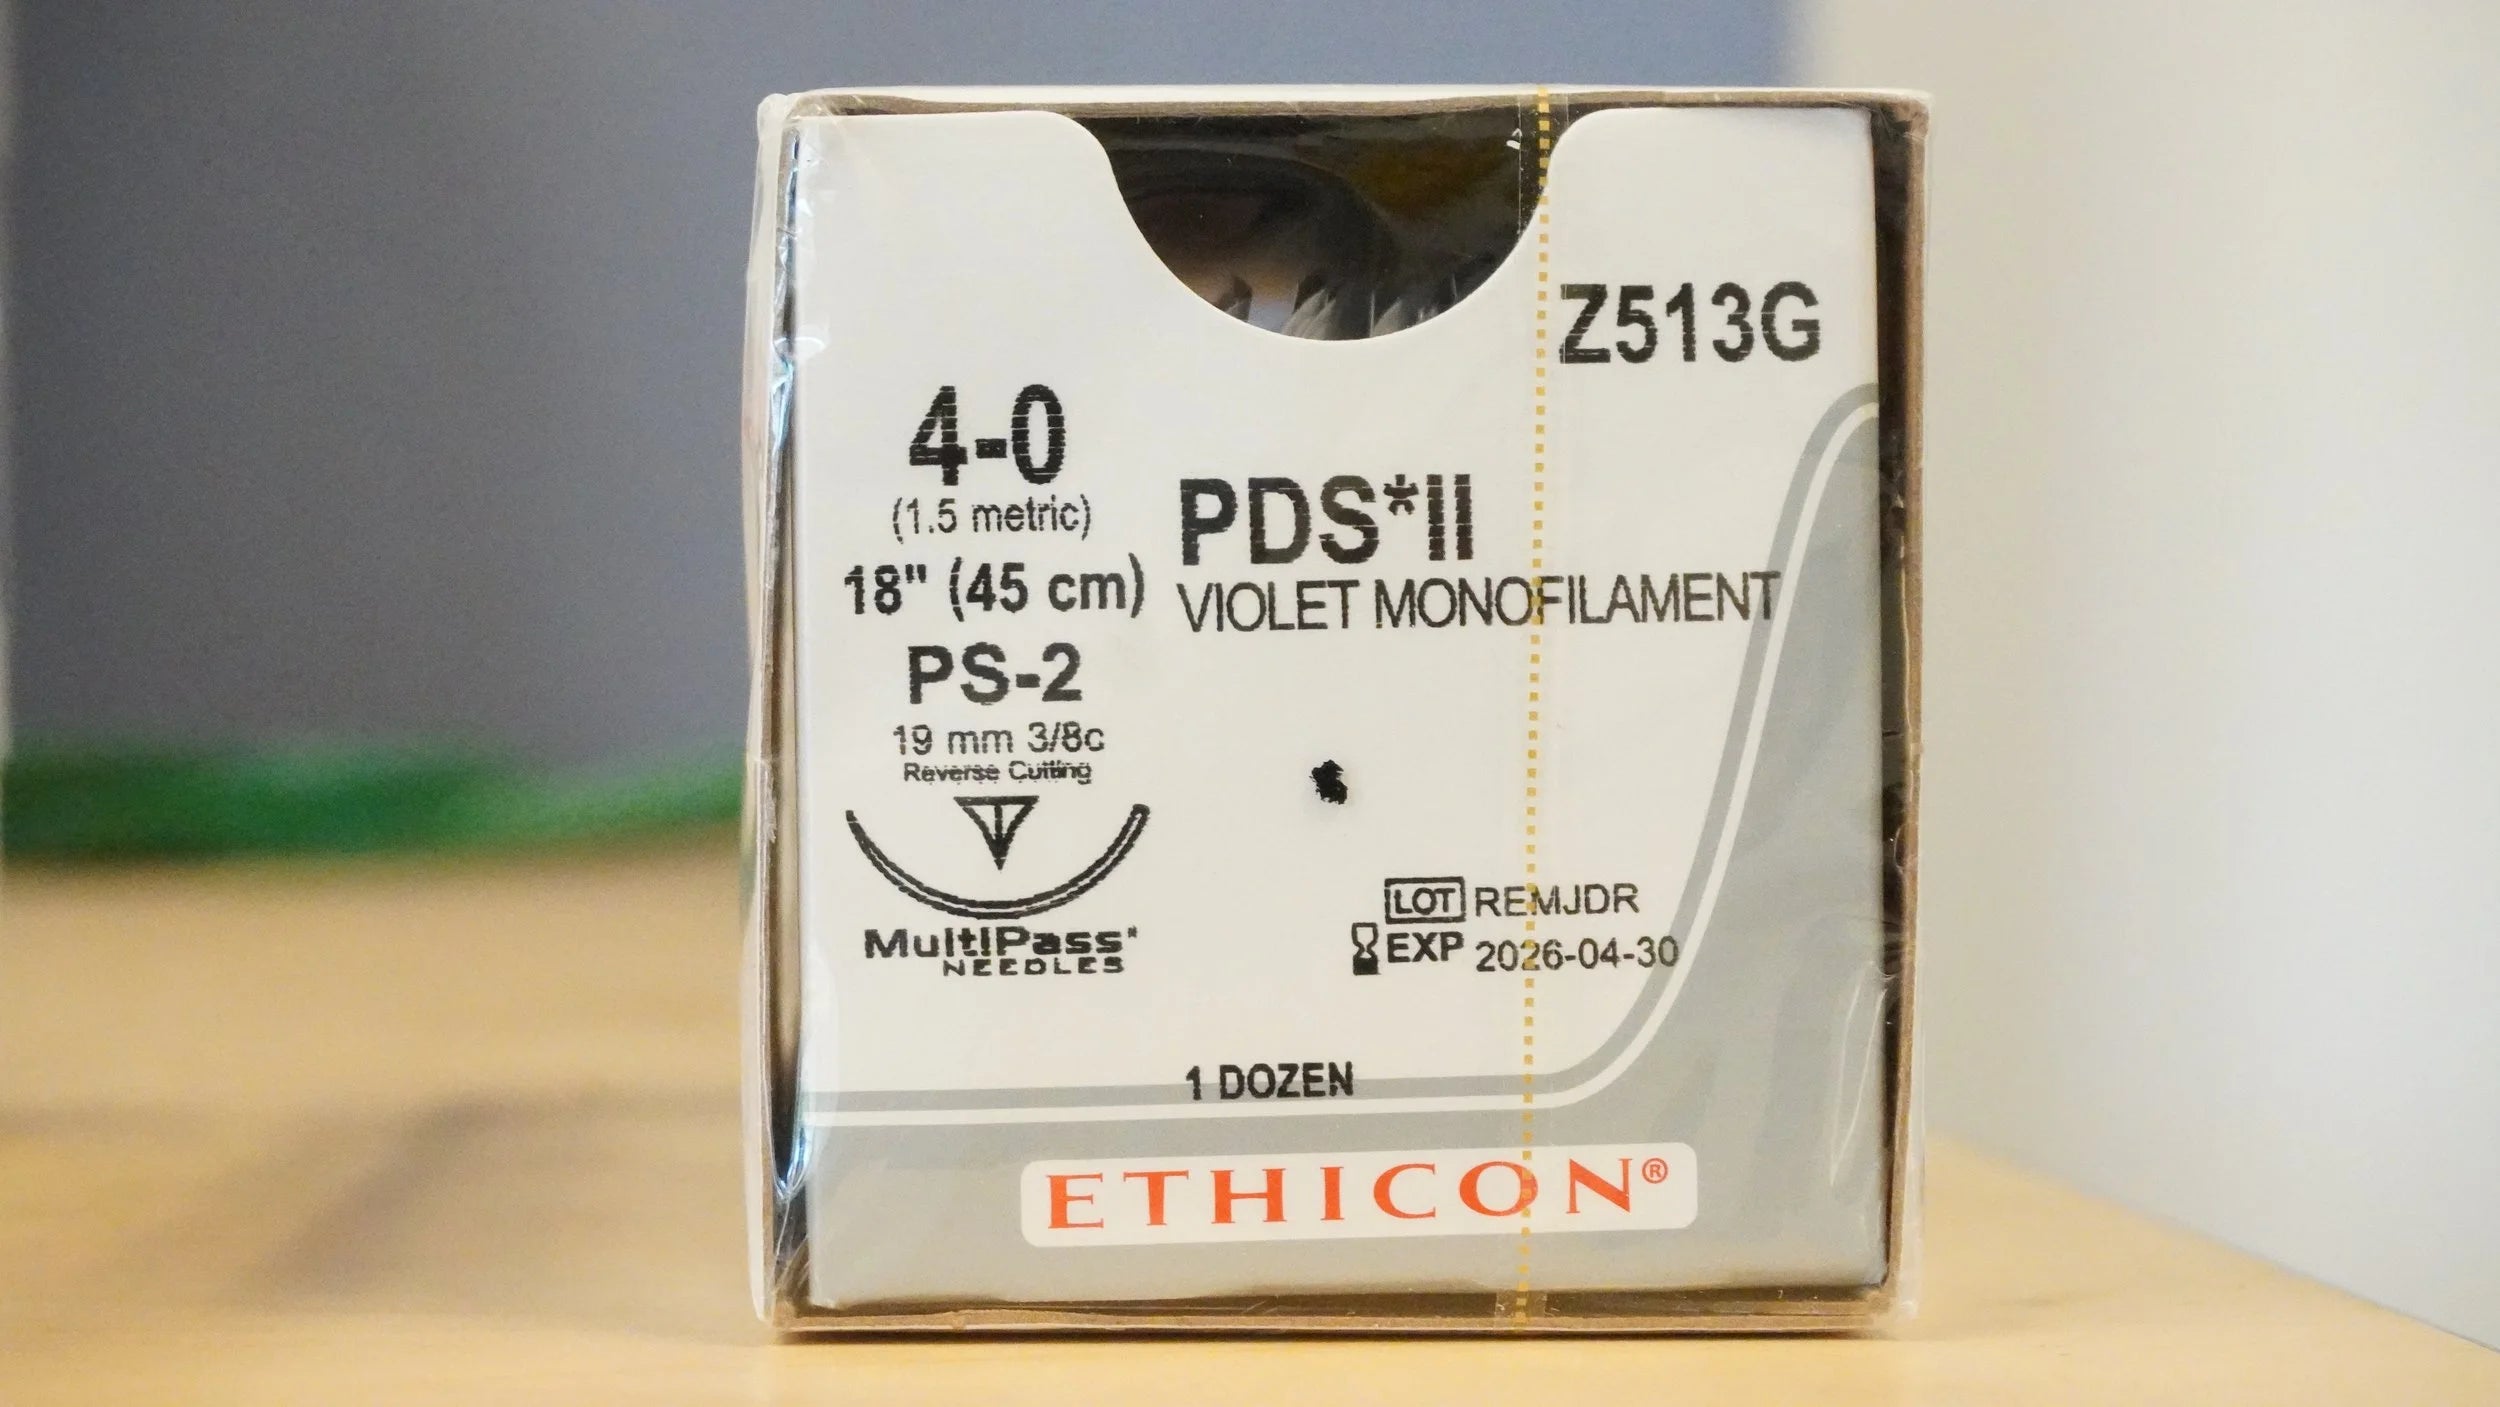 Z513G
4-0
(1.5 metric)
18" (45 cm)
PS-2
19 mm 3/8c
Reverse Cutting
MultiPass*
NEEDLES
PDS*II
VIOLET MONOFILAMENT
LOT REMJDR
EXP 2026-04-30
1 DOZEN
ETHICON®